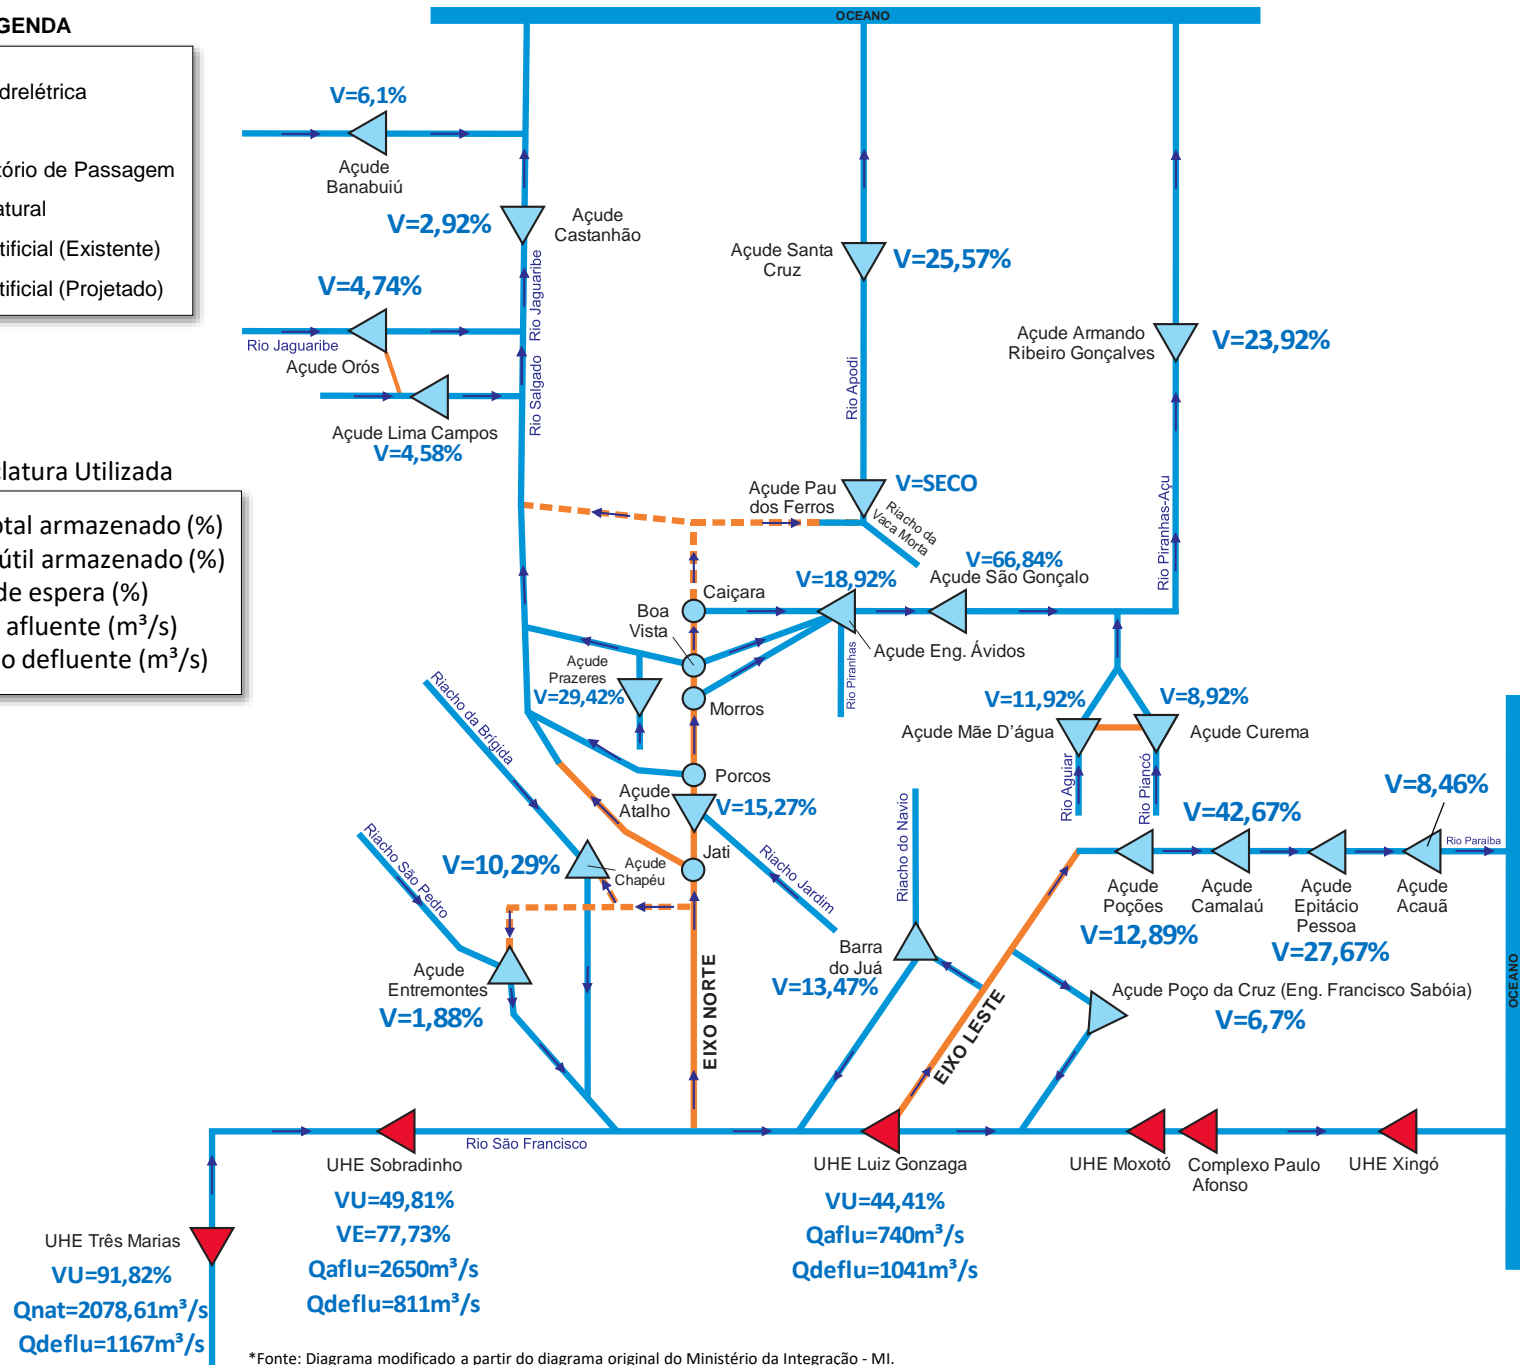 GENDA
drelétrica
tório de Passagem
atural
tificial (Existente)
tificial (Projetado)
clatura Utilizada
otal armazenado (%)
útil armazenado (%)
de espera (%)
afluente (m³/s)
o defluente (m³/s)
OCEANO
V=6,1%
Açude
Banabuiú
V=2,92%
Açude
Castanhão
Rio Jaguaribe
V=4,74%
Rio Jaguaribe
Açude Orós
Rio Salgado
Açude Lima Campos
V=4,58%
Açude Santa
Cruz
V=25,57%
Rio Apodi
Açude Armando
Ribeiro Gonçalves
V=23,92%
Rio Piranhas-Açu
Açude Pau
dos Ferros
V=SECO
Riacho da
Vaca Morta
V=66,84%
Açude São Gonçalo
V=18,92%
Caiçara
Boa
Vista
Açude Eng. Ávidos
Rio Piranhas
Açude
Prazeres
V=29,42%
Morros
Riacho da Brígida
Porcos
Açude
Atalho
V=15,27%
V=11,92%
V=8,92%
Açude Mãe D'água
Açude Curema
Rio Aguiar
Rio Piancó
V=8,46%
V=42,67%
Rio Paraíba
Riacho São Pedro
V=10,29%
Açude
Chapéu
Jati
Riacho Jardim
Riacho do Navio
Açude
Poções
V=12,89%
Açude
Camalaú
Açude
Epitácio
Pessoa
V=27,67%
Açude
Acauã
Açude
Entremontes
V=1,88%
EIXO NORTE
Barra
do Juá
V=13,47%
EIXO LESTE
Açude Poço da Cruz (Eng. Francisco Sabóia)
V=6,7%
OCEANO
Rio São Francisco
UHE Sobradinho
VU=49,81%
VE=77,73%
Qaflu=2650m³/s
Qdeflu=811m³/s
UHE Luiz Gonzaga
VU=44,41%
Qaflu=740m³/s
Qdeflu=1041m³/s
UHE Moxotó
Complexo Paulo
Afonso
UHE Xingó
UHE Três Marias
VU=91,82%
Qnat=2078,61m³/s
Qdeflu=1167m³/s
*Fonte: Diagrama modificado a partir do diagrama original do Ministério da Integração - MI.